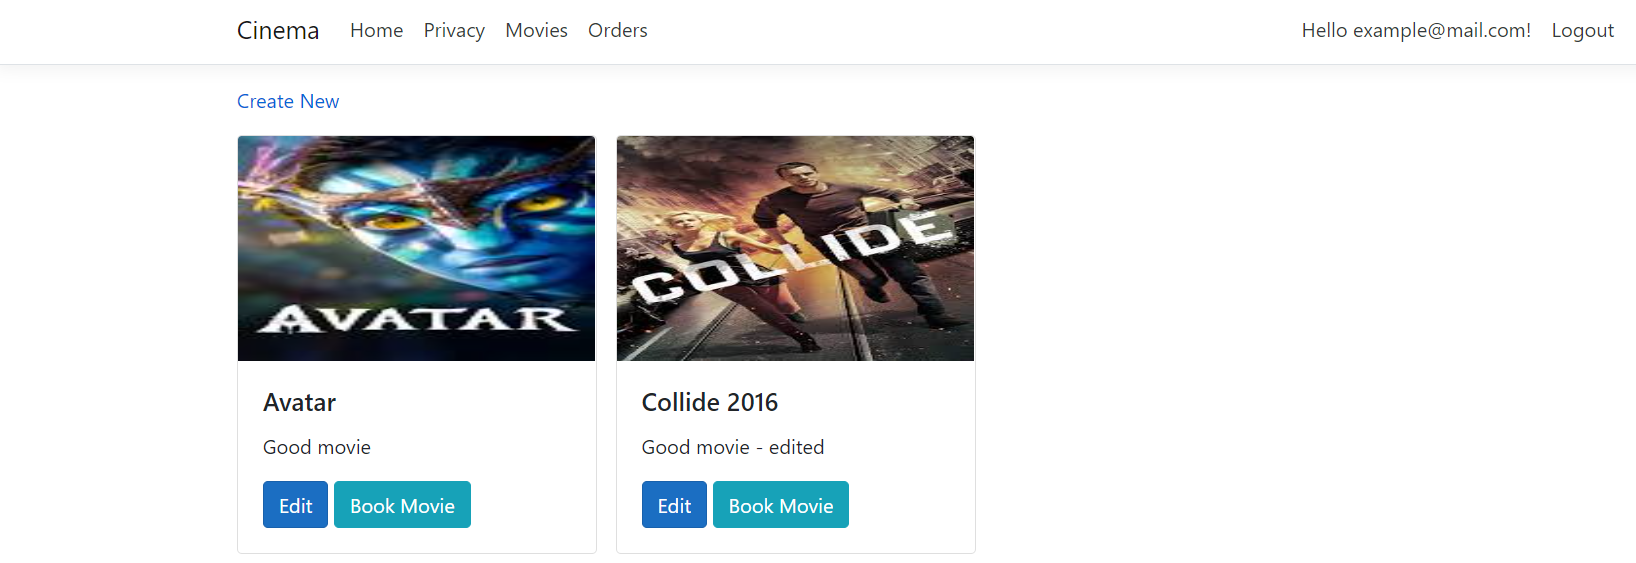 Cinema Home Privacy Movies Orders Hello example@mail.com! Logout
Create New
AVATAR
COLLIDE
Avatar
Good movie
Edit Book Movie
Collide 2016
Good movie - edited
Edit Book Movie